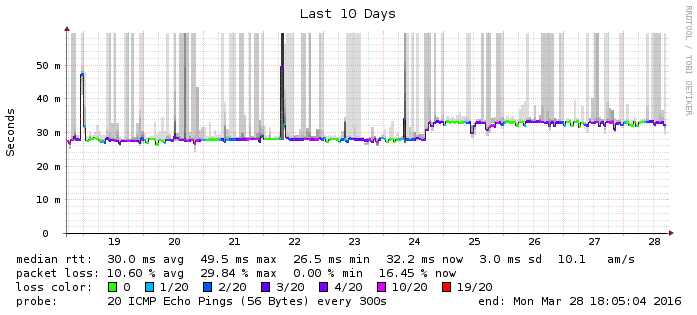 Last 10 Days
RRDTOOL / TOBI OETIKER
Seconds
50 m
40 m
30 m
20 m
10 m
0
19 20 21 22 23 24 25 26 27 28
median rtt: 30.0 ms avg 49.5 ms max 26.5 ms min 32.2 ms now 3.0 ms sd 10.1 am/s
packet loss: 10.60 % avg 29.84 % max 0.00 % min 16.45 % now
loss color: 0 1/20 2/20 3/20 4/20 10/20 19/20
probe: 20 ICMP Echo Pings (56 Bytes) every 300s end: Mon Mar 28 18:05:04 2016